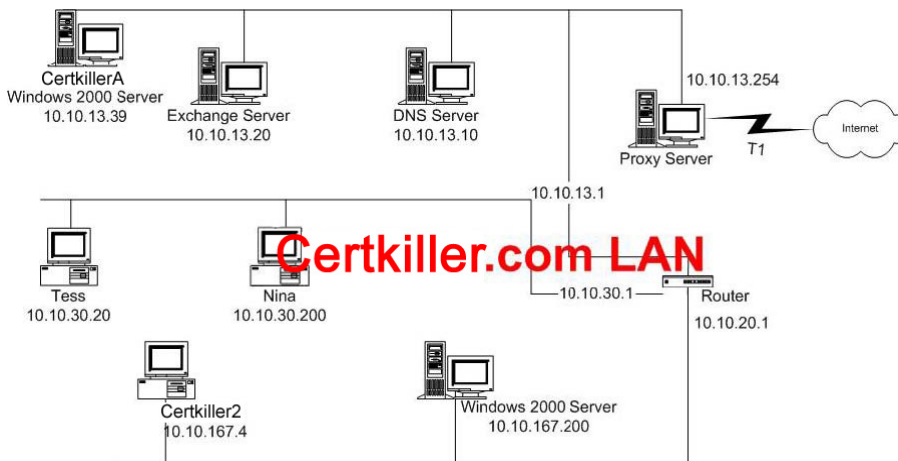 CertkillerA
Windows 2000 Server
10.10.13.39
Exchange Server
10.10.13.20
DNS Server
10.10.13.10
10.10.13.254
Proxy Server
T1
Internet
10.10.13.1
Certkiller.com LAN
Tess
10.10.30.20
Nina
10.10.30.200
10.10.30.1
Router
10.10.20.1
Certkiller2
10.10.167.4
Windows 2000 Server
10.10.167.200